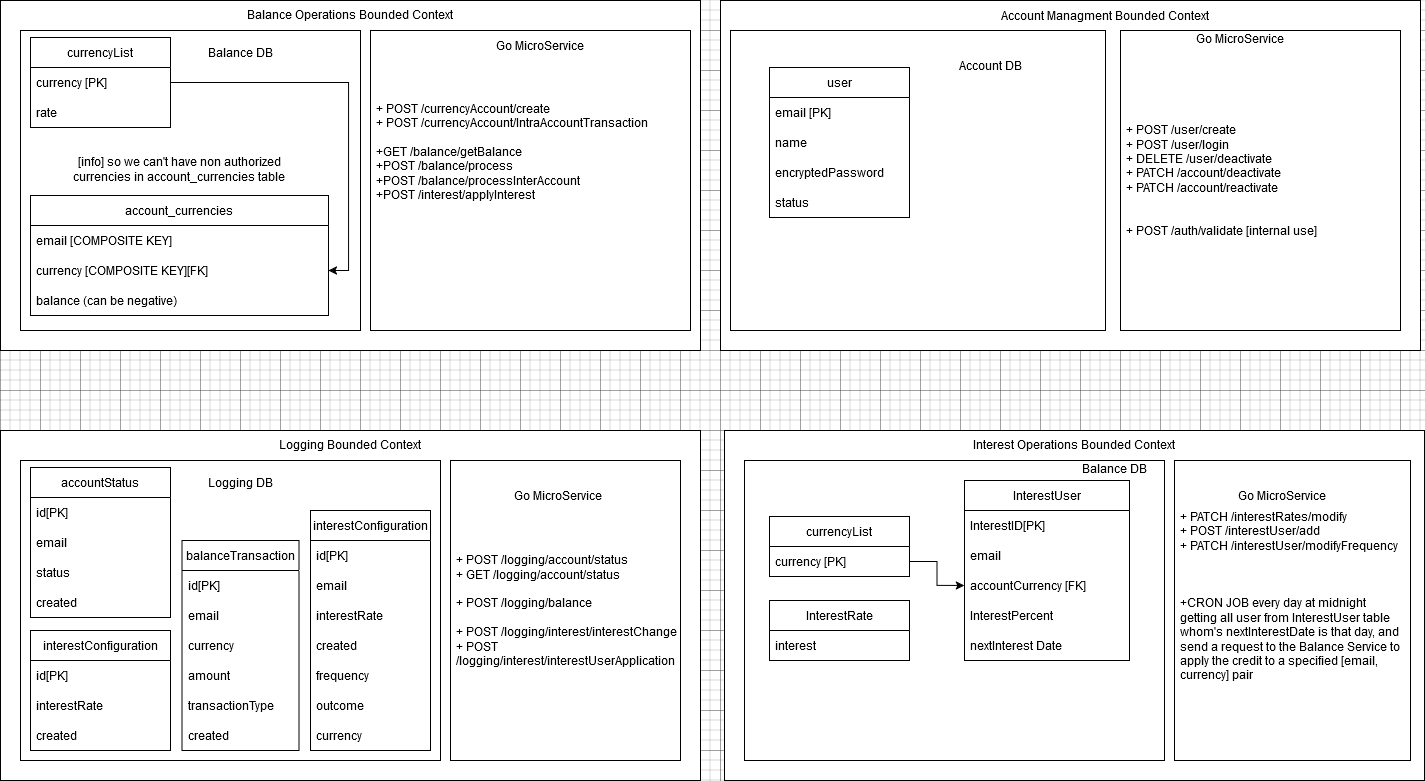 Balance Operations Bounded Context
currencyList
Balance DB
currency [PK]
rate
[info] so we can't have non authorized
currencies in account_currencies table
account_currencies
email [COMPOSITE KEY]
currency [COMPOSITE KEY][FK]
balance (can be negative)
Go MicroService
+ POST /currencyAccount/create
+ POST /currencyAccount/IntraAccountTransaction
+GET /balance/getBalance
+POST /balance/process
+POST /balance/processInterAccount
+POST /interest/applyInterest
Account Managment Bounded Context
Account DB
user
email [PK]
name
encryptedPassword
status
Go MicroService
+ POST /user/create
+ POST /user/login
+ DELETE /user/deactivate
+ PATCH /account/deactivate
+ PATCH /account/reactivate
+ POST /auth/validate [internal use]
Logging Bounded Context
accountStatus
id[PK]
email
status
created
Logging DB
interestConfiguration
id[PK]
interestRate
created
balanceTransaction
id[PK]
email
currency
amount
transactionType
created
interestConfiguration
id[PK]
email
interestRate
created
frequency
outcome
currency
Go MicroService
+ POST /logging/account/status
+ GET /logging/account/status
+ POST /logging/balance
+ POST /logging/interest/interestChange
+ POST
/logging/interest/interestUserApplication
Interest Operations Bounded Context
Balance DB
currencyList
currency [PK]
InterestRate
interest
InterestUser
InterestID[PK]
email
accountCurrency [FK]
InterestPercent
nextInterest Date
Go MicroService
+ PATCH /interestRates/modify
+ POST /interestUser/add
+ PATCH /interestUser/modifyFrequency
+CRON JOB every day at midnight
getting all user from InterestUser table
whom's nextInterestDate is that day, and
send a request to the Balance Service to
apply the credit to a specified [email,
currency] pair